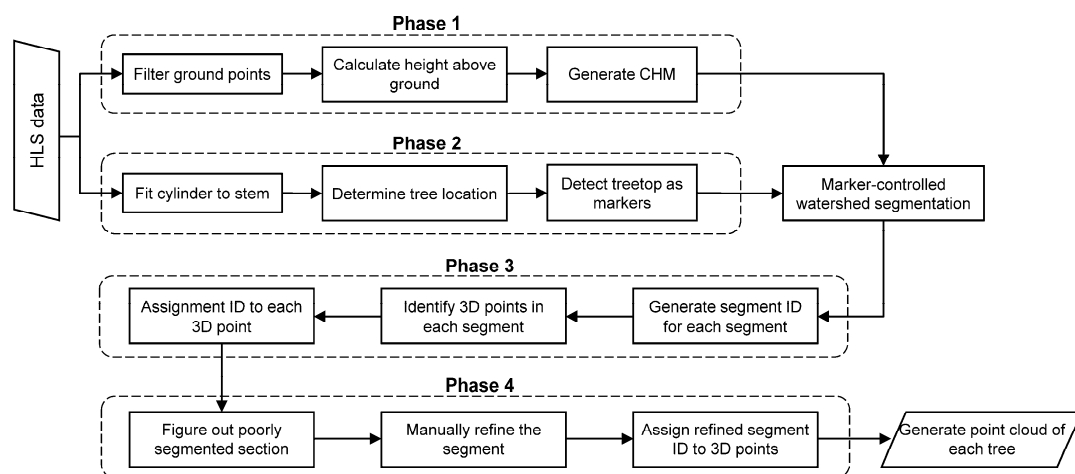 Phase 1
HLS data
Filter ground points
Calculate height above
ground
Generate CHM
Phase 2
Fit cylinder to stem
Determine tree location
Detect treetop as
markers
Marker-controlled
watershed segmentation
Phase 3
Assignment ID to each
3D point
Identify 3D points in
each segment
Generate segment ID
for each segment
Phase 4
Figure out poorly
segmented section
Manually refine the
segment
Assign refined segment
ID to 3D points
Generate point cloud of
each tree